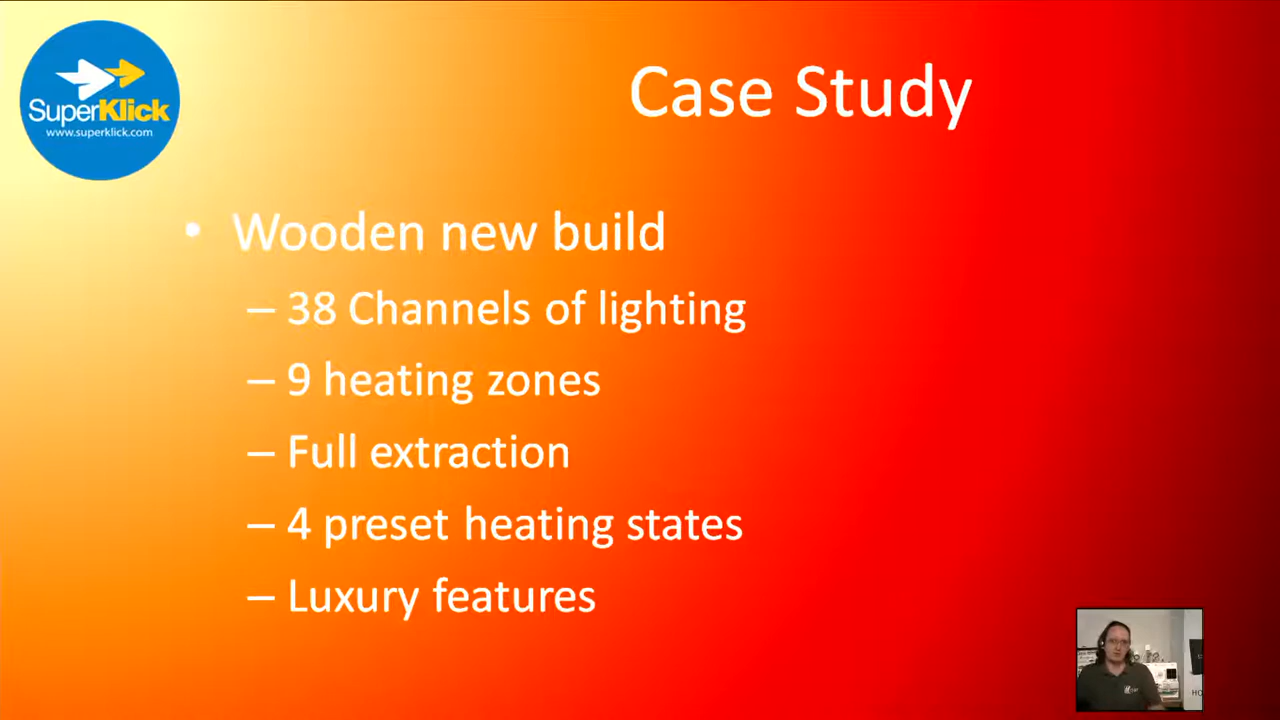 SuperKlick
www.superklick.com
Case Study
• Wooden new build
– 38 Channels of lighting
– 9 heating zones
– Full extraction
– 4 preset heating states
– Luxury features
HO